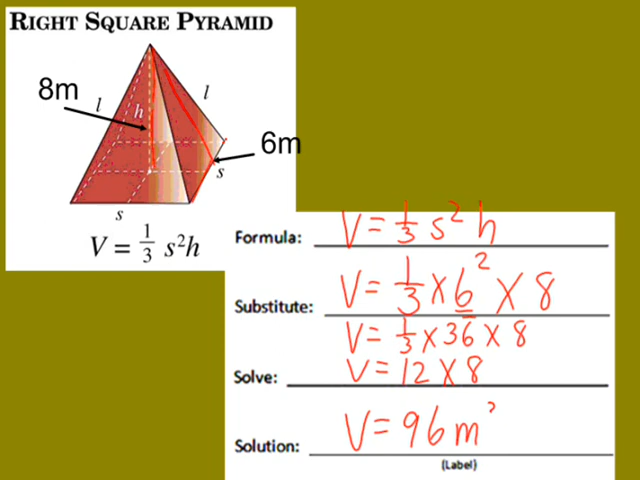 RIGHT SQUARE PYRAMID
8m
l
h
l
6m
s
s
V = 1/3 s²h
Formula: V = 1/3 s² h
Substitute: V = 1/3 × 6² × 8
V = 1/3 × 36 × 8
Solve: V = 12 × 8
Solution: V = 96 m³
(Label)